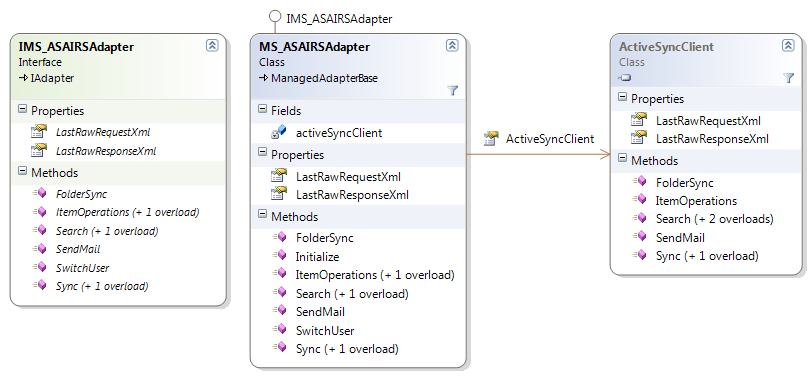 IMS_ASAIRSAdapter
IMS_ASAIRSAdapter
Interface
IAdapter
Properties
LastRawRequestXml
LastRawResponseXml
Methods
FolderSync
ItemOperations (+ 1 overload)
Search (+ 1 overload)
SendMail
SwitchUser
Sync (+ 1 overload)
MS_ASAIRSAdapter
Class
ManagedAdapterBase
Fields
activeSyncClient
Properties
LastRawRequestXml
LastRawResponseXml
Methods
FolderSync
Initialize
ItemOperations (+ 1 overload)
Search (+ 1 overload)
SendMail
SwitchUser
Sync (+ 1 overload)
ActiveSyncClient
ActiveSyncClient
Class
Properties
LastRawRequestXml
LastRawResponseXml
Methods
FolderSync
ItemOperations
Search (+ 2 overloads)
SendMail
Sync (+ 1 overload)